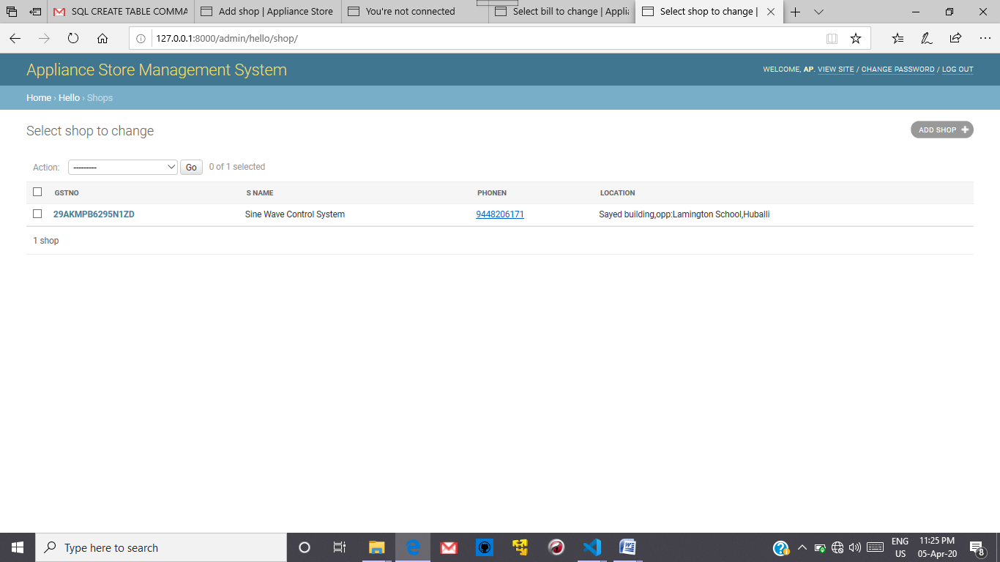 SQL CREATE TABLE COMMA
Add shop | Appliance Store
You're not connected
Select bill to change | Appli
Select shop to change |
127.0.0.1:8000/admin/hello/shop/
Appliance Store Management System
WELCOME, AP. VIEW SITE / CHANGE PASSWORD / LOG OUT
Home › Hello › Shops
Select shop to change
ADD SHOP
Action: --------- Go 0 of 1 selected
GSTNO S NAME PHONEN LOCATION
29AKMPB6295N1ZD Sine Wave Control System 9448206171 Sayed building,opp:Lamington School,Huballi
1 shop
Type here to search
ENG
US
11:25 PM
05-Apr-20
8